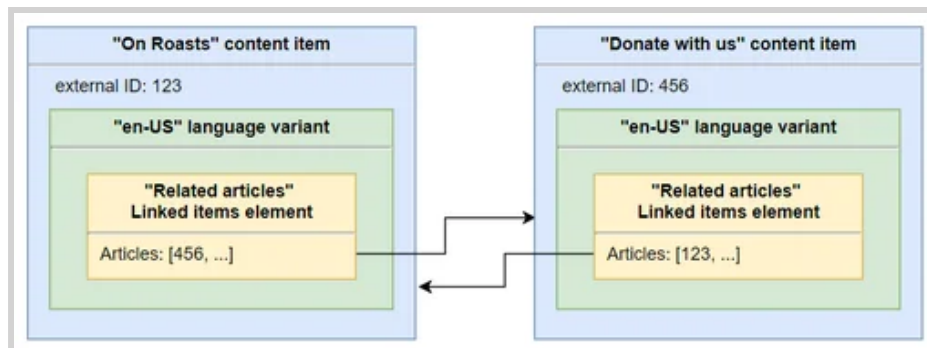 "On Roasts" content item
external ID: 123
"en-US" language variant
"Related articles"
Linked items element
Articles: [456, ...]
"Donate with us" content item
external ID: 456
"en-US" language variant
"Related articles"
Linked items element
Articles: [123, ...]